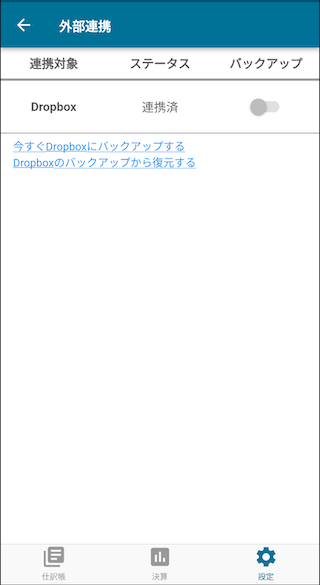 外部連携
連携対象 ステータス バックアップ
Dropbox 連携済
今すぐDropboxにバックアップする
Dropboxのバックアップから復元する
仕訳帳 決算 設定